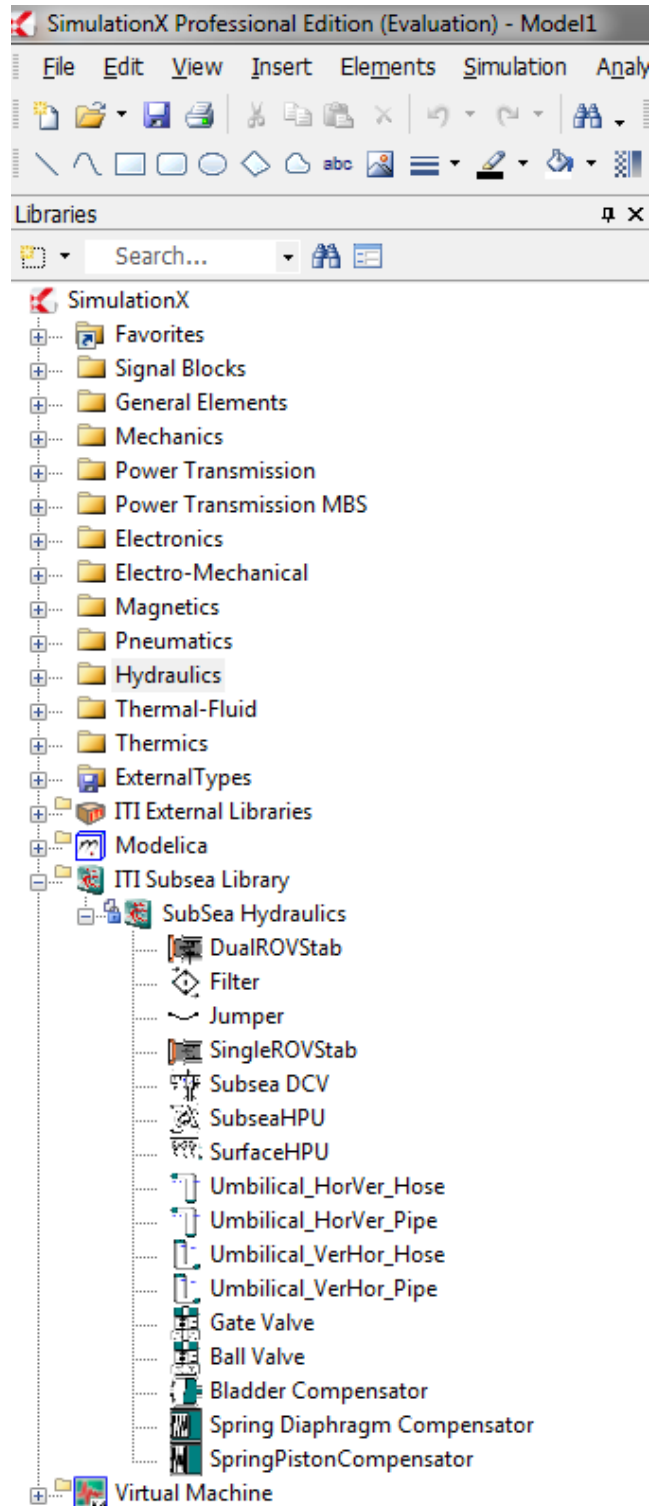 SimulationX Professional Edition (Evaluation) - Model1
File Edit View Insert Elements Simulation Analy
abc
Libraries
Search...
SimulationX
Favorites
Signal Blocks
General Elements
Mechanics
Power Transmission
Power Transmission MBS
Electronics
Electro-Mechanical
Magnetics
Pneumatics
Hydraulics
Thermal-Fluid
Thermics
ExternalTypes
ITI External Libraries
Modelica
ITI Subsea Library
SubSea Hydraulics
DualROVStab
Filter
Jumper
SingleROVStab
Subsea DCV
SubseaHPU
SurfaceHPU
Umbilical_HorVer_Hose
Umbilical_HorVer_Pipe
Umbilical_VerHor_Hose
Umbilical_VerHor_Pipe
Gate Valve
Ball Valve
Bladder Compensator
Spring Diaphragm Compensator
SpringPistonCompensator
Virtual Machine